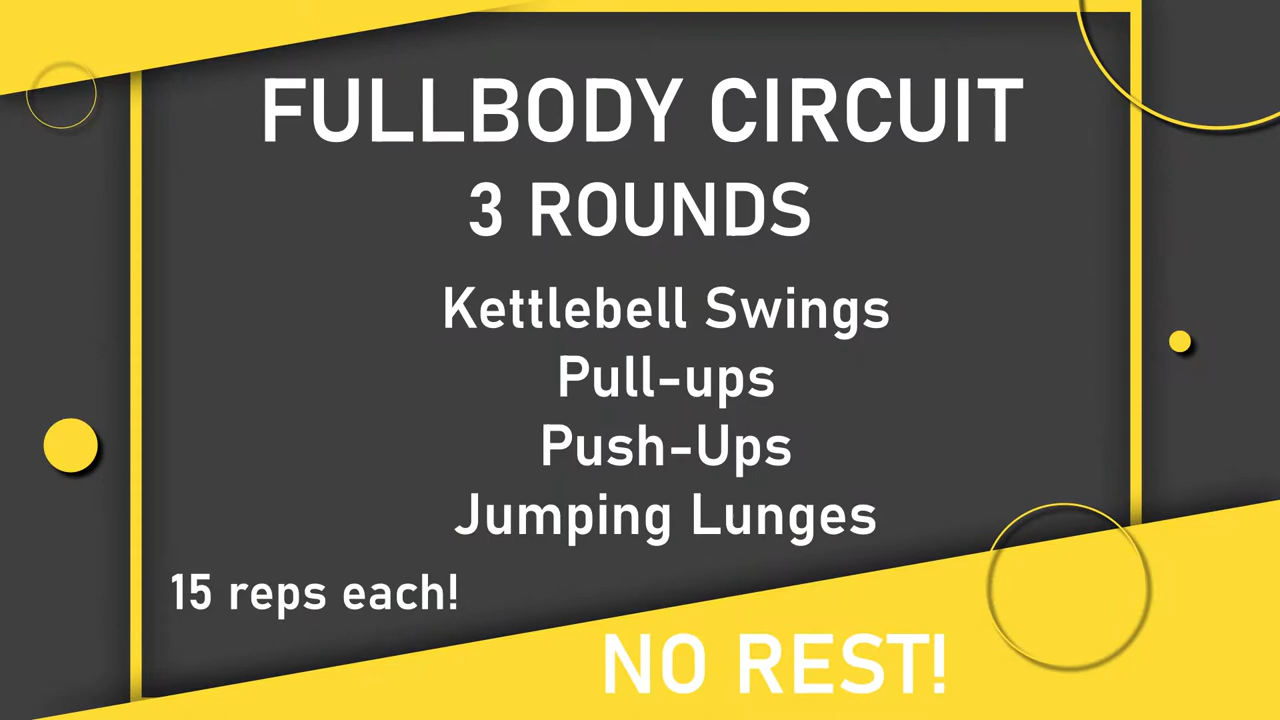 FULLBODY CIRCUIT
3 ROUNDS
Kettlebell Swings
Pull-ups
Push-Ups
Jumping Lunges
15 reps each!
NO REST!